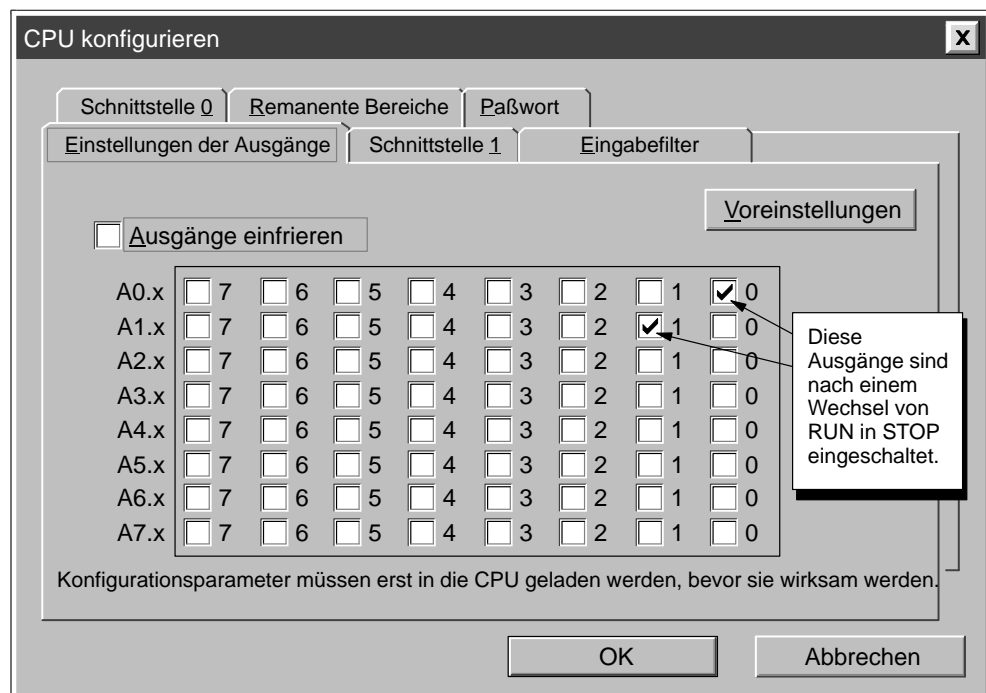 CPU konfigurieren
X
Schnittstelle 0 Remanente Bereiche Paßwort
Einstellungen der Ausgänge Schnittstelle 1 Eingabefilter
Voreinstellungen
Ausgänge einfrieren
A0.x 7 6 5 4 3 2 1 0
A1.x 7 6 5 4 3 2 1 0
A2.x 7 6 5 4 3 2 1 0
A3.x 7 6 5 4 3 2 1 0
A4.x 7 6 5 4 3 2 1 0
A5.x 7 6 5 4 3 2 1 0
A6.x 7 6 5 4 3 2 1 0
A7.x 7 6 5 4 3 2 1 0
Diese
Ausgänge sind
nach einem
Wechsel von
RUN in STOP
eingeschaltet.
Konfigurationsparameter müssen erst in die CPU geladen werden, bevor sie wirksam werden.
OK Abbrechen